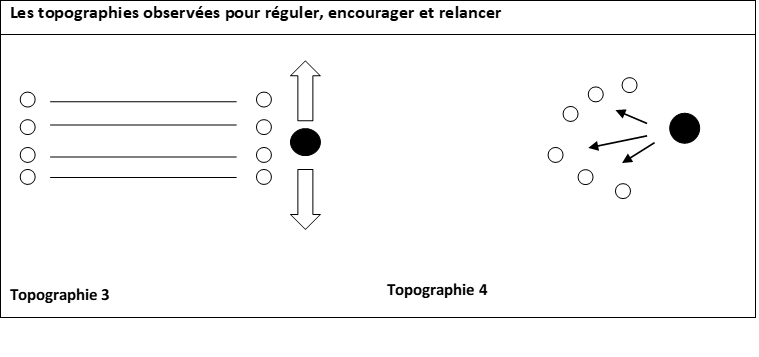 Les topographies observées pour réguler, encourager et relancer
Topographie 3
Topographie 4